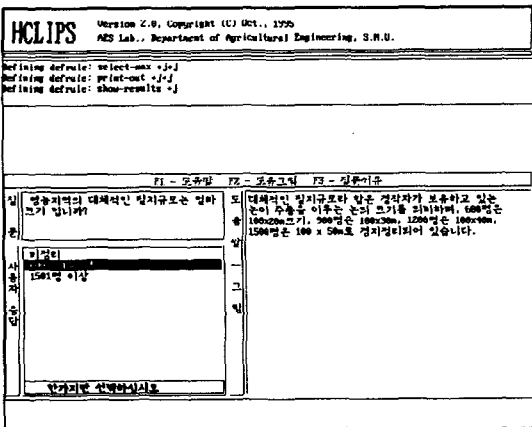 HCLIPS
Version 2.0, Copyright (C) Oct., 1995
AES Lab., Department of Agricultural Engineering, S.N.U.
Defining defrule: select-max +j+j
Defining defrule: print-out +j+j
Defining defrule: show-results +j
F1 - 도움말 F2 - 도움그림 F3 - 질문이유
질문
영농지역의 대체적인 필지규모는 얼마
크기 입니까?
사용자 응답
미정리
1501평 이상
한가지만 선택하십시오
도움말 - 그림
대체적인 필지규모라 함은 경작자가 보유하고 있는
논이 주종을 이루는 논의 크기를 의미하며, 600평은
100x20m크기, 900평은 100x30m, 1200평은 100x40m,
1500평은 100 x 50m로 경지정리되어 있습니다.